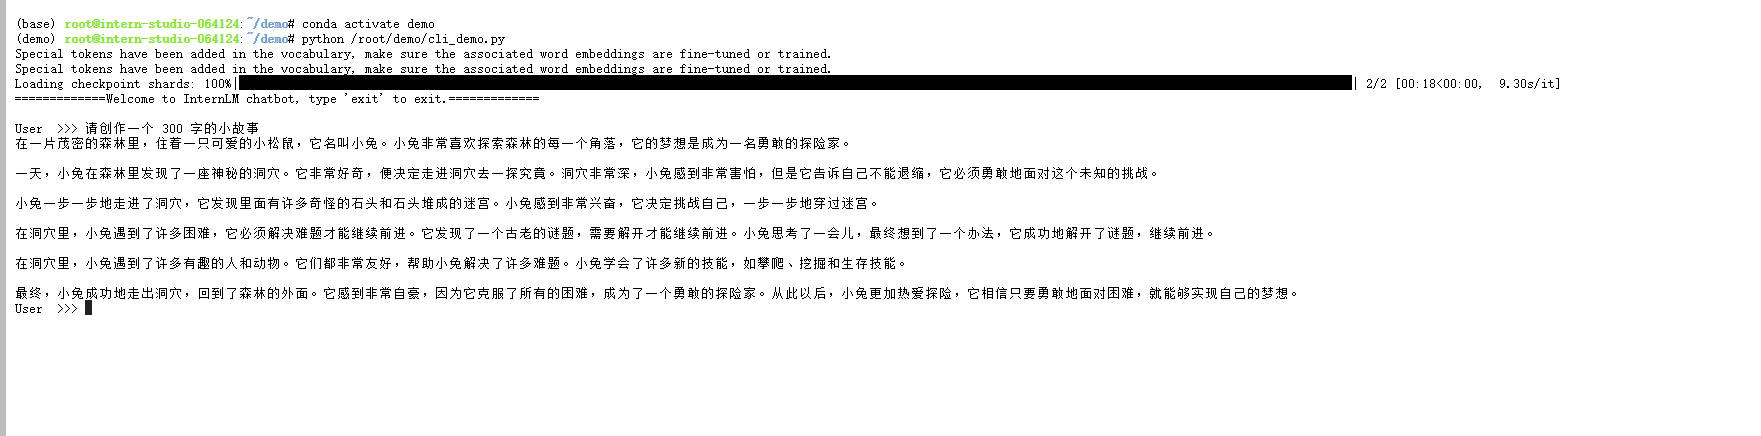 (base) root@intern-studio-064124:~/demo# conda activate demo
(demo) root@intern-studio-064124:~/demo# python /root/demo/cli_demo.py
Special tokens have been added in the vocabulary, make sure the associated word embeddings are fine-tuned or trained.
Special tokens have been added in the vocabulary, make sure the associated word embeddings are fine-tuned or trained.
Loading checkpoint shards: 100%|██████████| 2/2 [00:18<00:00,  9.30s/it]
=============Welcome to InternLM chatbot, type 'exit' to exit.=============
User  >>> 请创作一个 300 字的小故事
在一片茂密的森林里，住着一只可爱的小松鼠，它名叫小兔。小兔非常喜欢探索森林的每一个角落，它的梦想是成为一名勇敢的探险家。
一天，小兔在森林里发现了一座神秘的洞穴。它非常好奇，便决定走进洞穴去一探究竟。洞穴非常深，小兔感到非常害怕，但是它告诉自己不能退缩，它必须勇敢地面对这个未知的挑战。
小兔一步一步地走进了洞穴，它发现里面有许多奇怪的石头和石头堆成的迷宫。小兔感到非常兴奋，它决定挑战自己，一步一步地穿过迷宫。
在洞穴里，小兔遇到了许多困难，它必须解决难题才能继续前进。它发现了一个古老的谜题，需要解开才能继续前进。小兔思考了一会儿，最终想到了一个办法，它成功地解开了谜题，继续前进。
在洞穴里，小兔遇到了许多有趣的人和动物。它们都非常友好，帮助小兔解决了许多难题。小兔学会了许多新的技能，如攀爬、挖掘和生存技能。
最终，小兔成功地走出洞穴，回到了森林的外面。它感到非常自豪，因为它克服了所有的困难，成为了一个勇敢的探险家。从此以后，小兔更加热爱探险，它相信只要勇敢地面对困难，就能够实现自己的梦想。
User  >>>